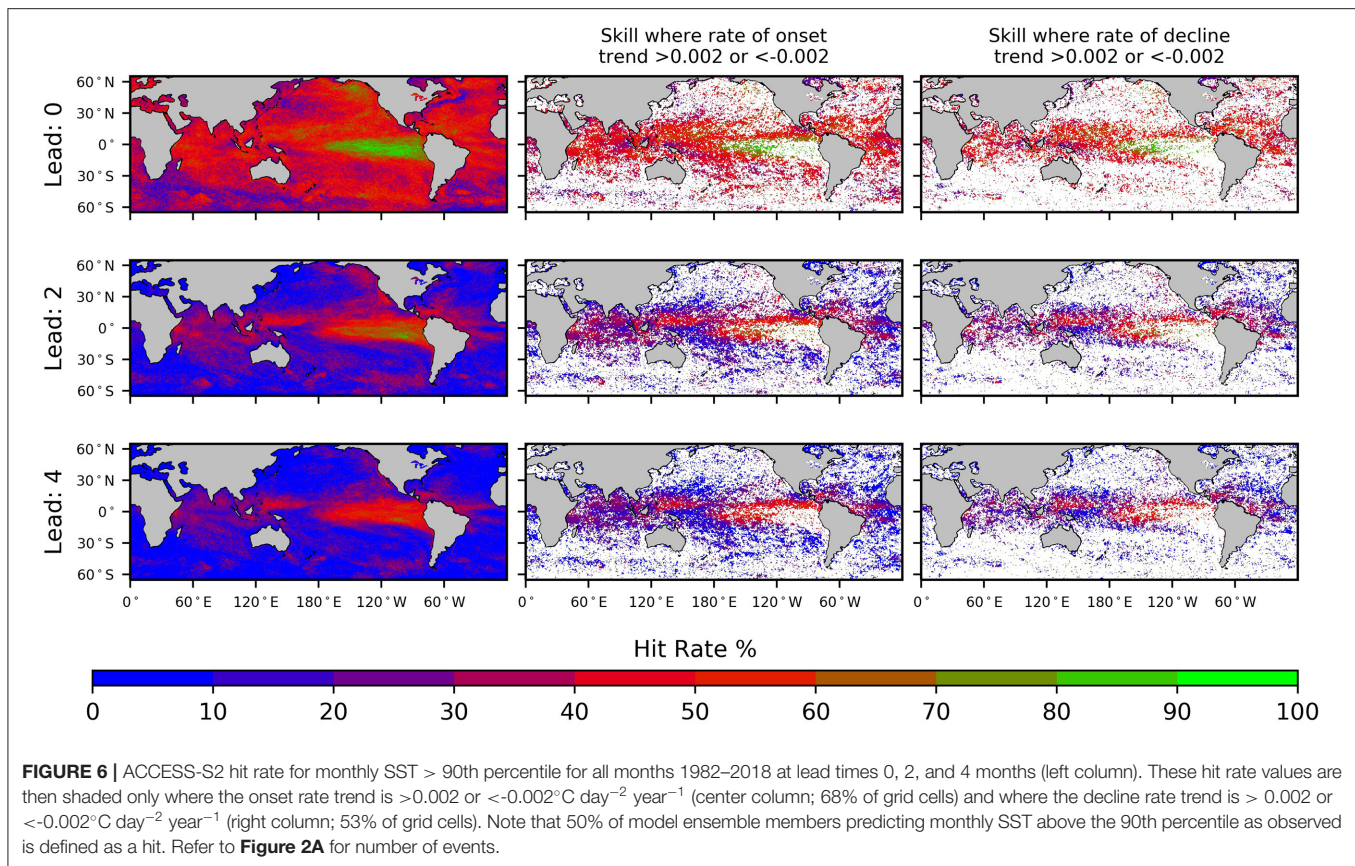 Skill where rate of onset
trend >0.002 or <-0.002
Skill where rate of decline
trend >0.002 or <-0.002
Lead: 0
60°N
30°N
0°
30°S
60°S
Lead: 2
60°N
30°N
0°
30°S
60°S
Lead: 4
60°N
30°N
0°
30°S
60°S
0° 60°E 120°E 180° 120°W 60°W
0° 60°E 120°E 180° 120°W 60°W
0° 60°E 120°E 180° 120°W 60°W
Hit Rate %
0 10 20 30 40 50 60 70 80 90 100
FIGURE 6 | ACCESS-S2 hit rate for monthly SST > 90th percentile for all months 1982–2018 at lead times 0, 2, and 4 months (left column). These hit rate values are
then shaded only where the onset rate trend is >0.002 or <-0.002°C day−2 year−1 (center column; 68% of grid cells) and where the decline rate trend is > 0.002 or
<-0.002°C day−2 year−1 (right column; 53% of grid cells). Note that 50% of model ensemble members predicting monthly SST above the 90th percentile as observed
is defined as a hit. Refer to Figure 2A for number of events.